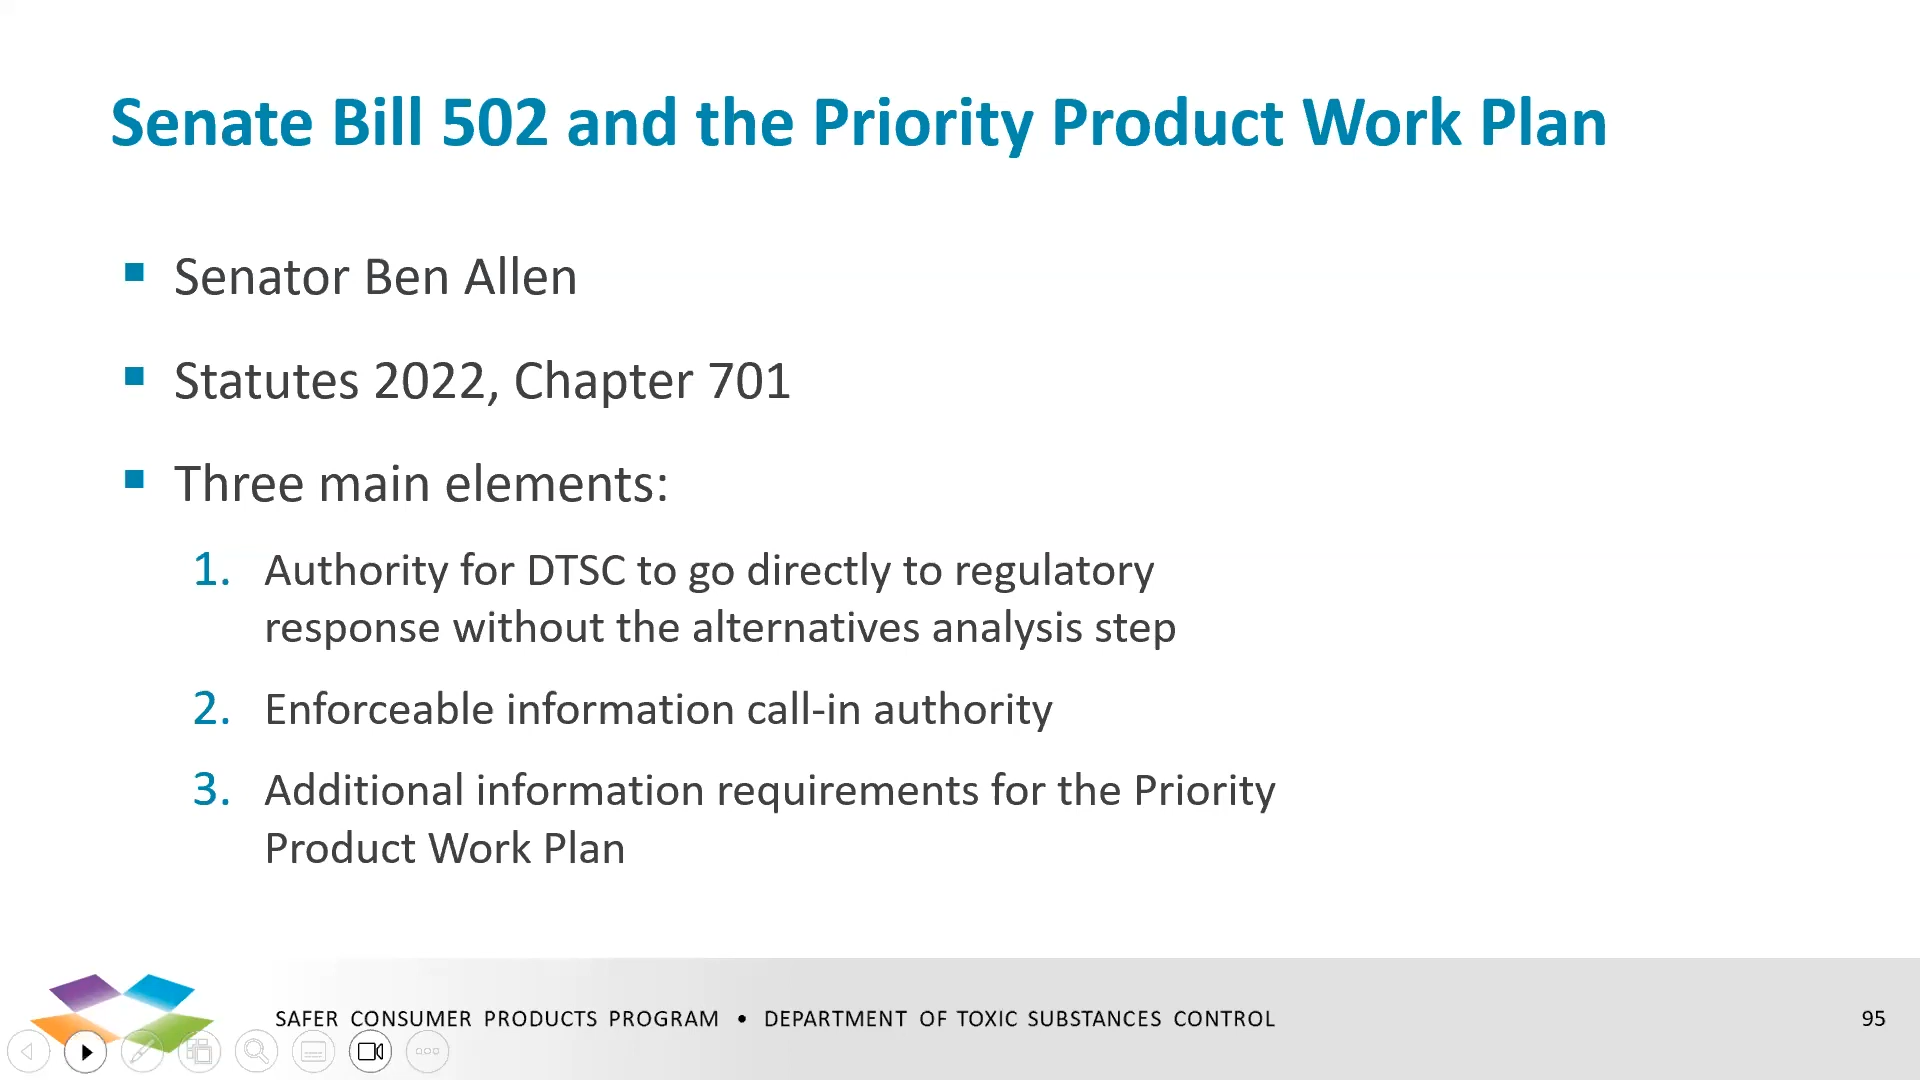 Senate Bill 502 and the Priority Product Work Plan
Senator Ben Allen
Statutes 2022, Chapter 701
Three main elements:
1. Authority for DTSC to go directly to regulatory
response without the alternatives analysis step
2. Enforceable information call-in authority
3. Additional information requirements for the Priority
Product Work Plan
SAFER CONSUMER PRODUCTS PROGRAM • DEPARTMENT OF TOXIC SUBSTANCES CONTROL
95